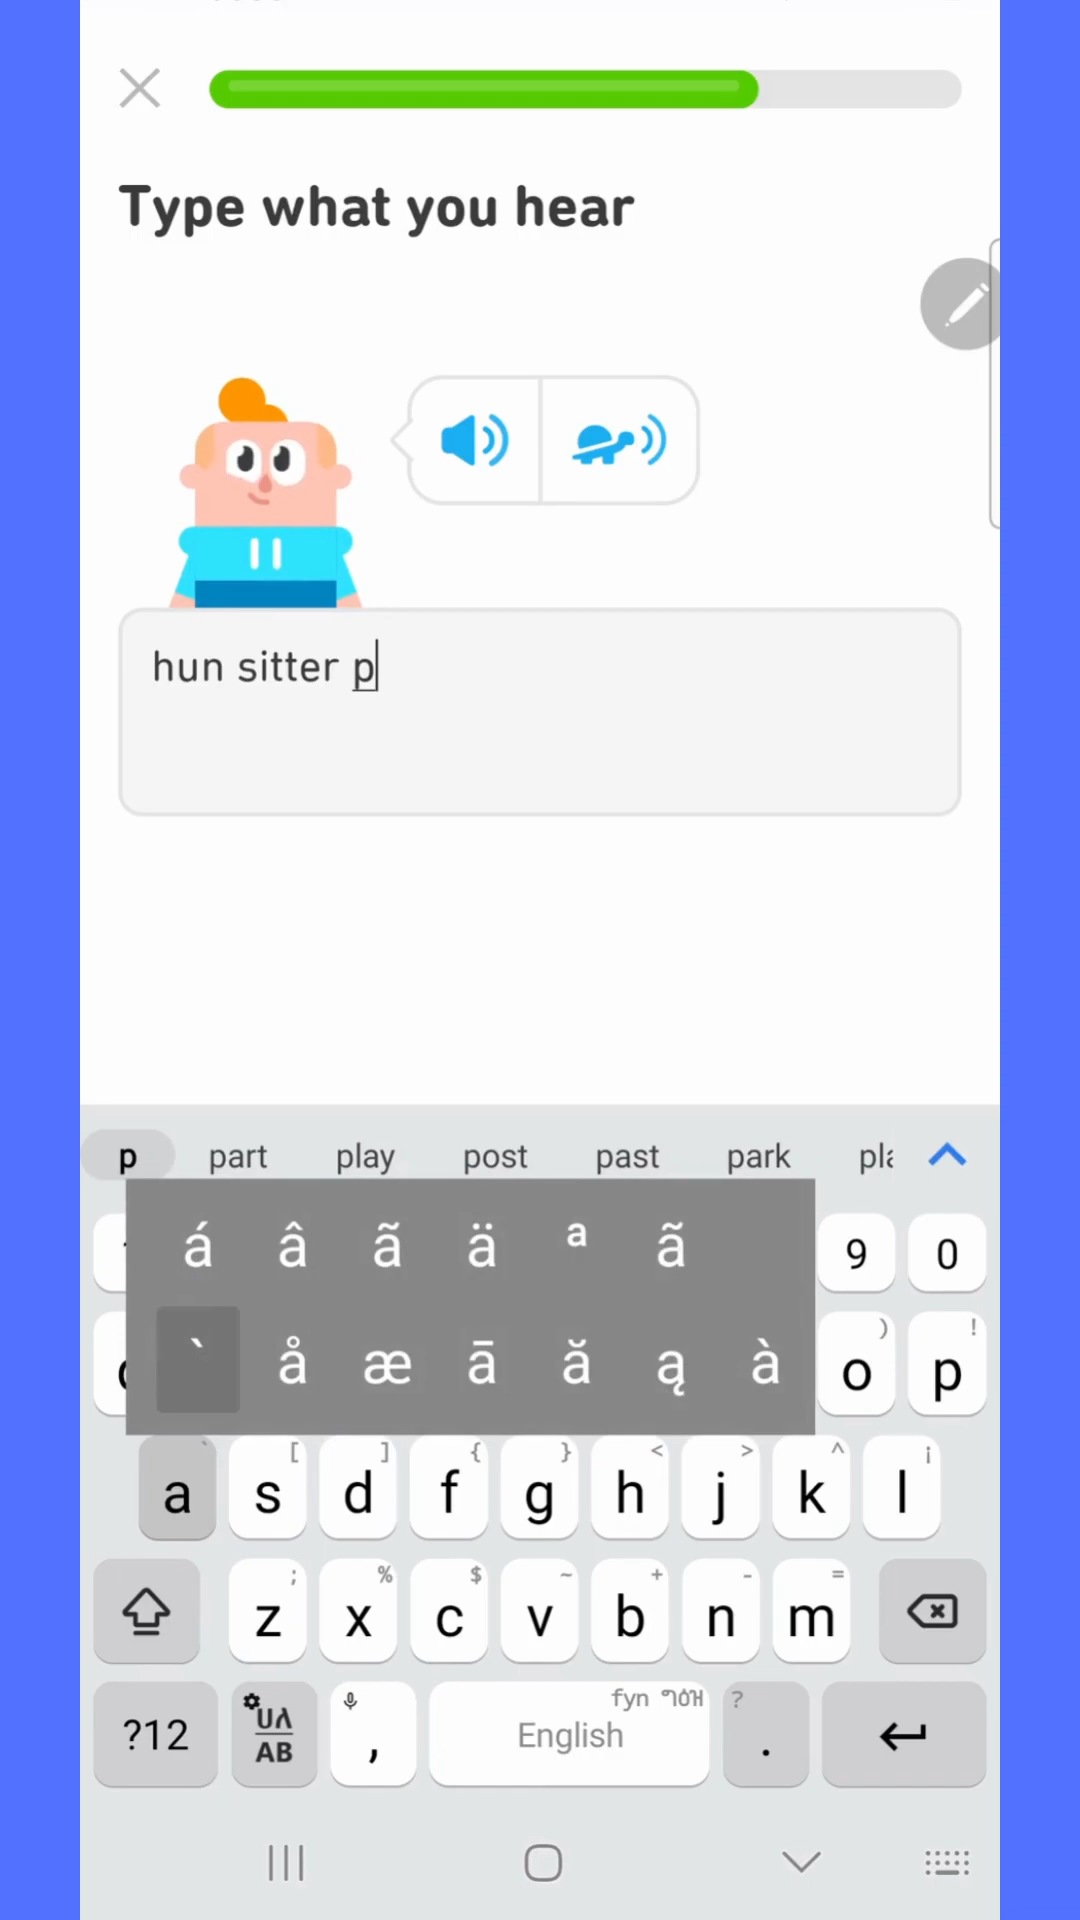 Type what you hear
hun sitter p
p part play post past park
á â ã ä ª ã
9 0
` å æ ā ă ą à
o ) p !
a ` s [ d ] f { g } h < j > k ^ l ¡
z ; x % c $ v ~ b + n - m =
?12 , English . ?